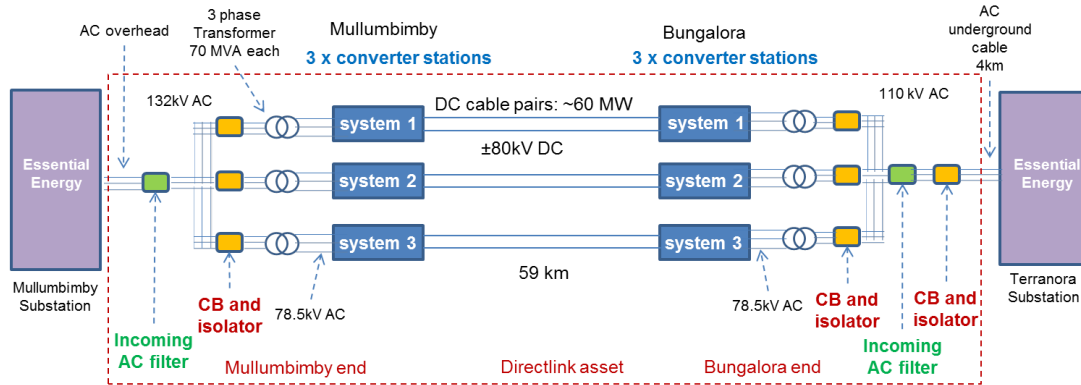 3 phase
Transformer
70 MVA each
Mullumbimby
3 x converter stations
Bungalora
3 x converter stations
AC
underground
cable
4km
AC overhead
132kV AC
DC cable pairs: ~60 MW
110 kV AC
system 1
system 1
±80kV DC
Essential
Energy
system 2
system 2
Essential
Energy
system 3
system 3
59 km
Mullumbimby
Substation
CB and
isolator
78.5kV AC
78.5kV AC
CB and
isolator
CB and
isolator
Terranora
Substation
Incoming
AC filter
Incoming
AC filter
Mullumbimby end
Directlink asset
Bungalora end